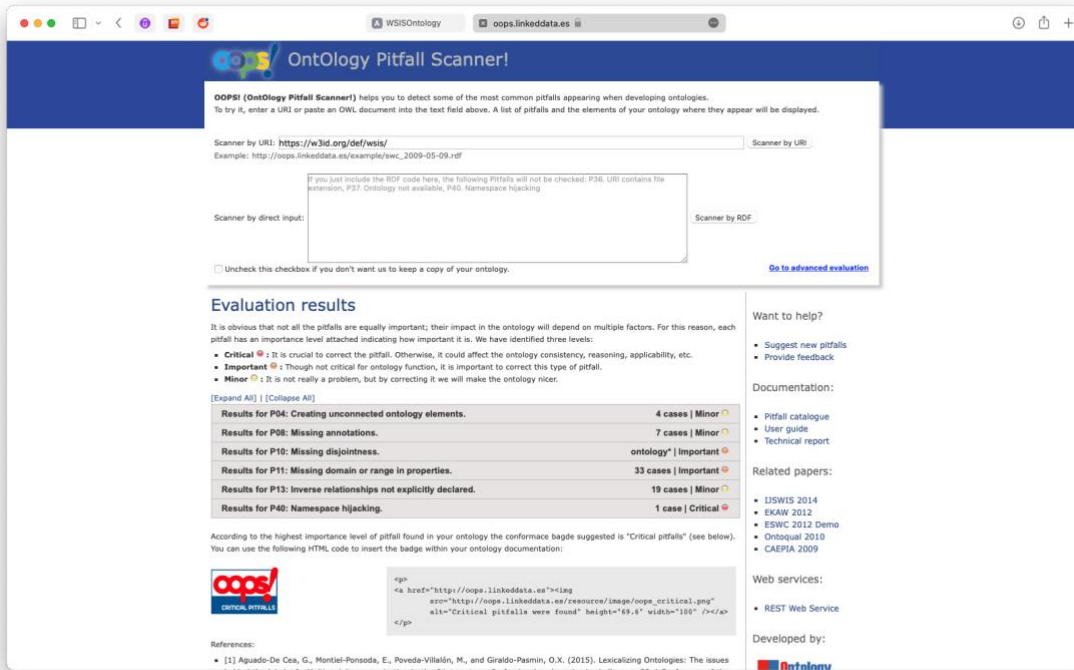 WSISOntology
oops.linkeddata.es
oops! OntOlogy Pitfall Scanner!
OOPS! (OntOlogy Pitfall Scanner!) helps you to detect some of the most common pitfalls appearing when developing ontologies.
To try it, enter a URI or paste an OWL document into the text field above. A list of pitfalls and the elements of your ontology where they appear will be displayed.
Scanner by URI: https://w3id.org/def/wsis/ Scanner by URI
Example: http://oops.linkeddata.es/example/swc_2009-05-09.rdf
If you just include the RDF code here, the following Pitfalls will not be checked: P36. URI contains file
extension, P37. Ontology not available, P40. Namespace hijacking
Scanner by direct input: Scanner by RDF
Uncheck this checkbox if you don't want us to keep a copy of your ontology.
Go to advanced evaluation
Evaluation results
It is obvious that not all the pitfalls are equally important; their impact in the ontology will depend on multiple factors. For this reason, each
pitfall has an importance level attached indicating how important it is. We have identified three levels:
Critical : It is crucial to correct the pitfall. Otherwise, it could affect the ontology consistency, reasoning, applicability, etc.
Important : Though not critical for ontology function, it is important to correct this type of pitfall.
Minor : It is not really a problem, but by correcting it we will make the ontology nicer.
[Expand All] | [Collapse All]
Results for P04: Creating unconnected ontology elements. 4 cases | Minor
Results for P08: Missing annotations. 7 cases | Minor
Results for P10: Missing disjointness. ontology* | Important
Results for P11: Missing domain or range in properties. 33 cases | Important
Results for P13: Inverse relationships not explicitly declared. 19 cases | Minor
Results for P40: Namespace hijacking. 1 case | Critical
According to the highest importance level of pitfall found in your ontology the conformace bagde suggested is "Critical pitfalls" (see below).
You can use the following HTML code to insert the badge within your ontology documentation:
oops!
CRITICAL PITFALLS
<p>
<a href="http://oops.linkeddata.es"><img
src="http://oops.linkeddata.es/resource/image/oops_critical.png"
alt="Critical pitfalls were found" height="69.6" width="100" /></a>
</p>
References:
[1] Aguado-De Cea, G., Montiel-Ponsoda, E., Poveda-Villalón, M., and Giraldo-Pasmin, O.X. (2015). Lexicalizing Ontologies: The issues
Want to help?
Suggest new pitfalls
Provide feedback
Documentation:
Pitfall catalogue
User guide
Technical report
Related papers:
IJSWIS 2014
EKAW 2012
ESWC 2012 Demo
Ontoqual 2010
CAEPIA 2009
Web services:
REST Web Service
Developed by:
Ontology